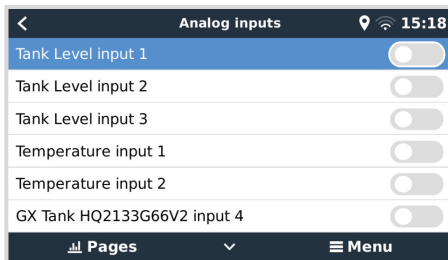 Analog inputs 15:18
Tank Level input 1
Tank Level input 2
Tank Level input 3
Temperature input 1
Temperature input 2
GX Tank HQ2133G66V2 input 4
Pages Menu